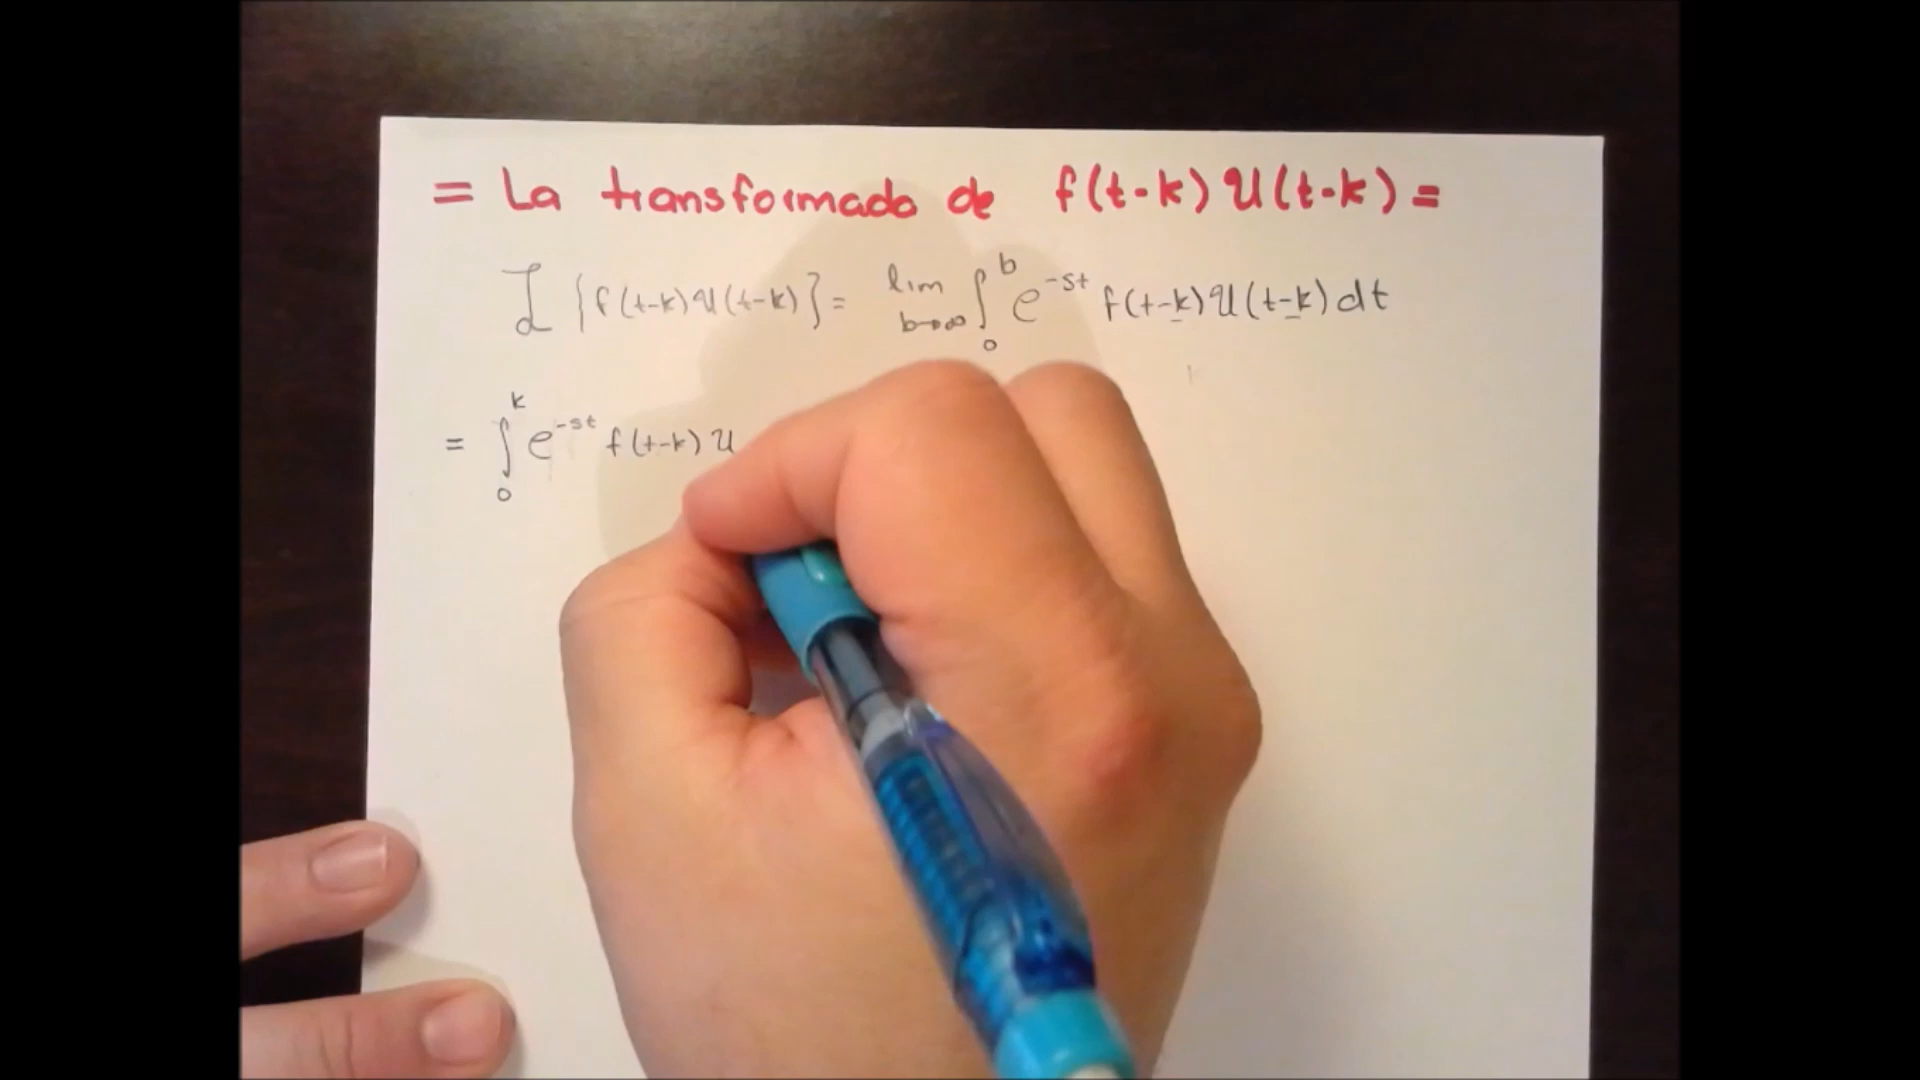 = La transformada de f(t-k) U(t-k) =
ℒ {f(t-k) U(t-k)} = lim b→∞ ∫₀ᵇ e^-st f(t-k) U(t-k) dt
= ∫₀ᵏ e^-st f(t-k) U